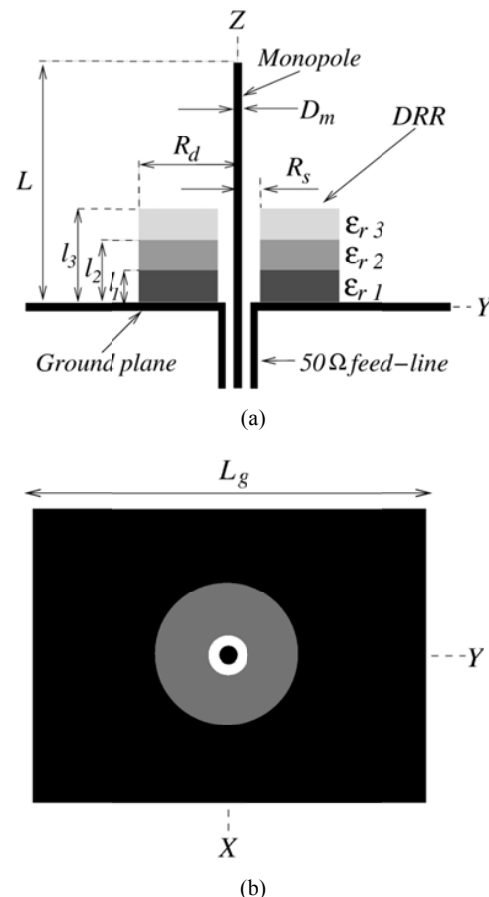 Z
Monopole
D_m
DRR
R_d
R_s
L
l_3
l_2
l_1
ε_r 3
ε_r 2
ε_r 1
Y
Ground plane
50 Ω feed-line
(a)
L_g
Y
X
(b)